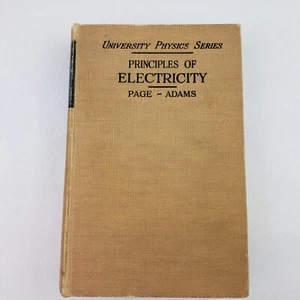 University Physics Series
PRINCIPLES OF
ELECTRICITY
PAGE - ADAMS